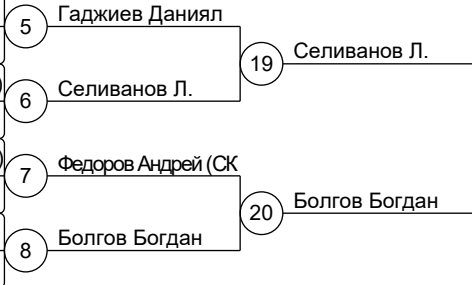 5 Гаджиев Даниял
19 Селиванов Л.
6 Селиванов Л.
7 Федоров Андрей (СК
20 Болгов Богдан
8 Болгов Богдан